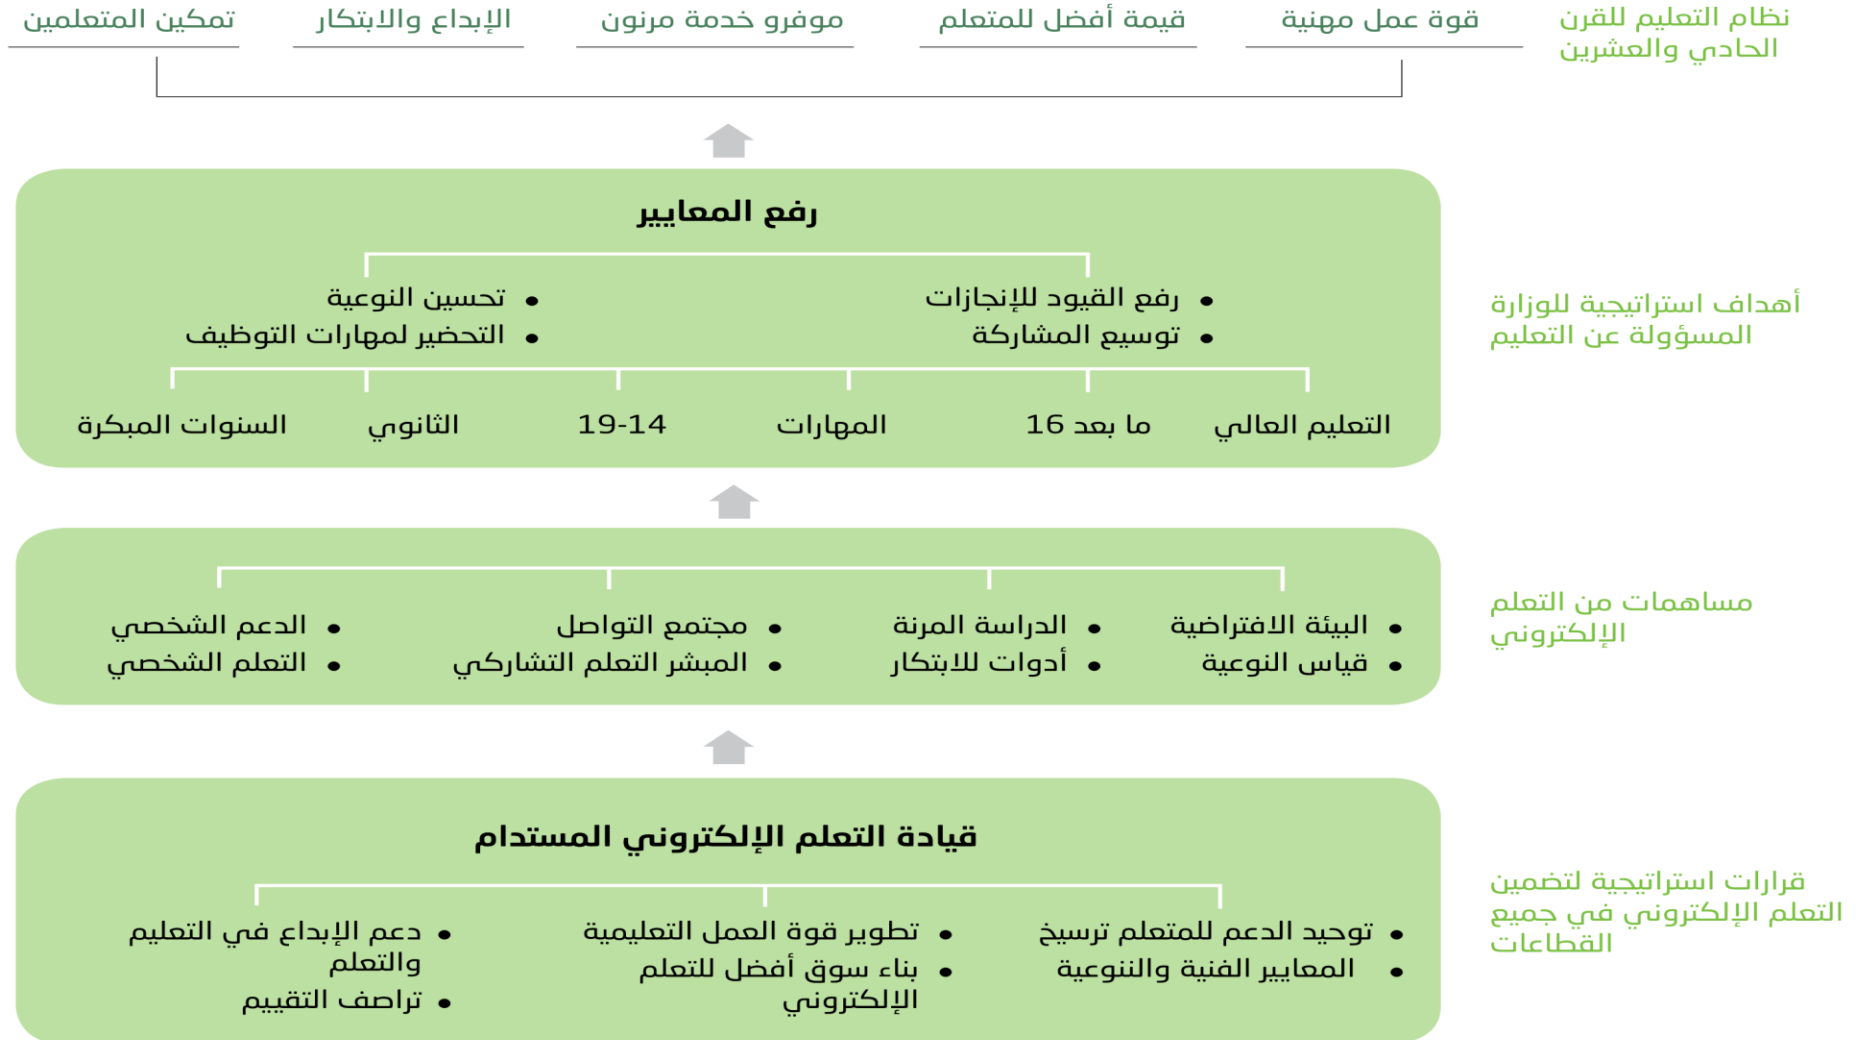 نظام التعليم للقرن
الحادي والعشرين
قوة عمل مهنية
قيمة أفضل للمتعلم
موفرو خدمة مرنون
الإبداع والابتكار
تمكين المتعلمين
أهداف استراتيجية للوزارة
المسؤولة عن التعليم
رفع المعايير
• رفع القيود للإنجازات
• توسيع المشاركة
• تحسين النوعية
• التحضير لمهارات التوظيف
التعليم العالي
ما بعد 16
المهارات
19-14
الثانوي
السنوات المبكرة
مساهمات من التعلم
الإلكتروني
• البيئة الافتراضية
• قياس النوعية
• الدراسة المرنة
• أدوات للابتكار
• مجتمع التواصل
• المبشر التعلم التشاركي
• الدعم الشخصي
• التعلم الشخصي
قرارات استراتيجية لتضمين
التعلم الإلكتروني في جميع
القطاعات
قيادة التعلم الإلكتروني المستدام
• توحيد الدعم للمتعلم ترسيخ
• المعايير الفنية والننوعية
• تطوير قوة العمل التعليمية
• بناء سوق أفضل للتعلم
الإلكتروني
• دعم الإبداع في التعليم
والتعلم
• تراصف التقييم